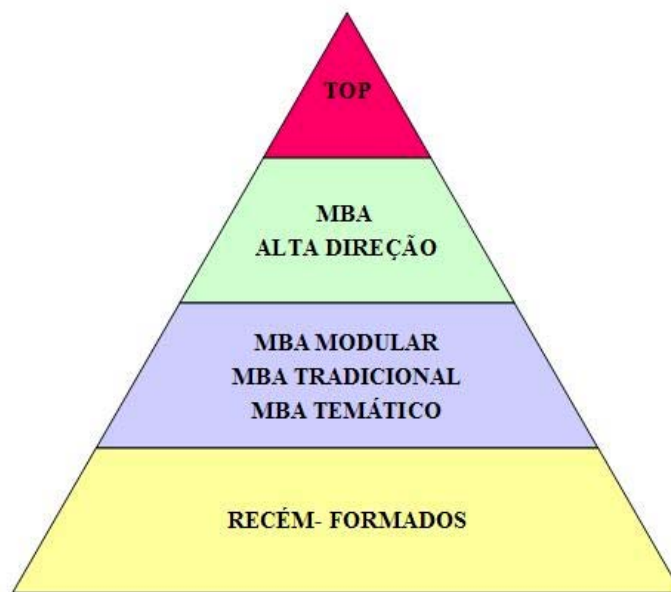 TOP
MBA
ALTA DIREÇÃO
MBA MODULAR
MBA TRADICIONAL
MBA TEMÁTICO
RECÉM- FORMADOS